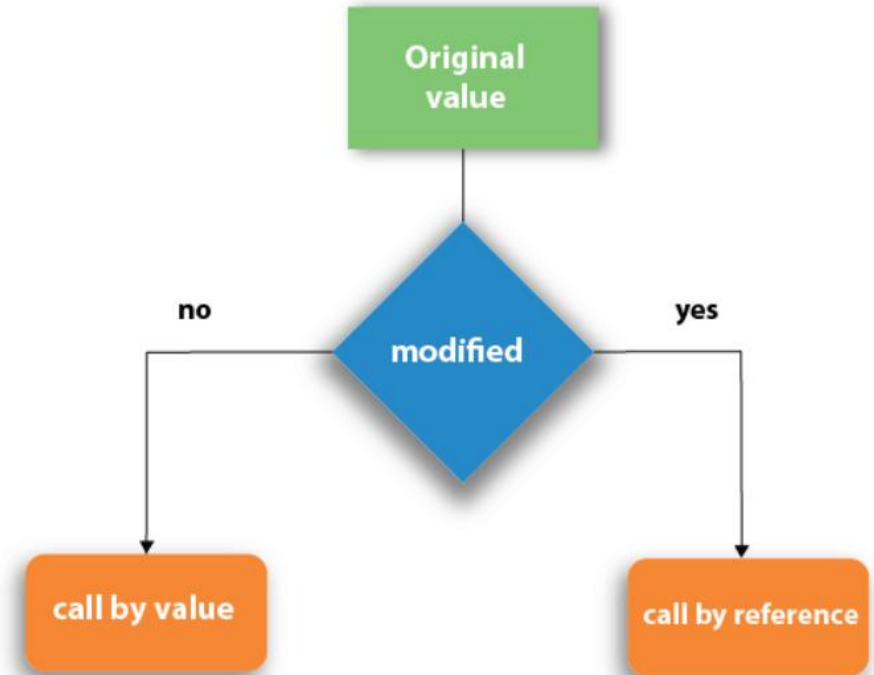 Original
value
no
yes
modified
call by value
call by reference